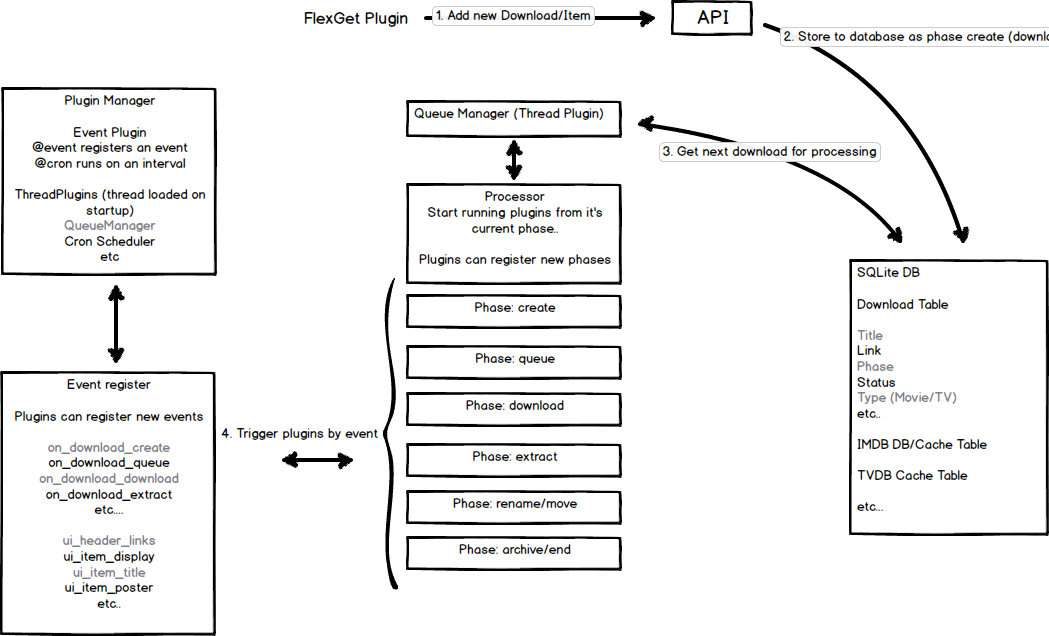 FlexGet Plugin
1. Add new Download/Item
API
2. Store to database as phase create (downl
Plugin Manager
Event Plugin
@event registers an event
@cron runs on an interval
ThreadPlugins (thread loaded on
startup)
QueueManager
Cron Scheduler
etc
Queue Manager (Thread Plugin)
3. Get next download for processing
Processor
Start running plugins from it's
current phase..
Plugins can register new phases
Phase: create
Phase: queue
Phase: download
Phase: extract
Phase: rename/move
Phase: archive/end
4. Trigger plugins by event
Event register
Plugins can register new events
on_download_create
on_download_queue
on_download_download
on_download_extract
etc....
ui_header_links
ui_item_display
ui_item_title
ui_item_poster
etc..
SQLite DB
Download Table
Title
Link
Phase
Status
Type (Movie/TV)
etc..
IMDB DB/Cache Table
TVDB Cache Table
etc...